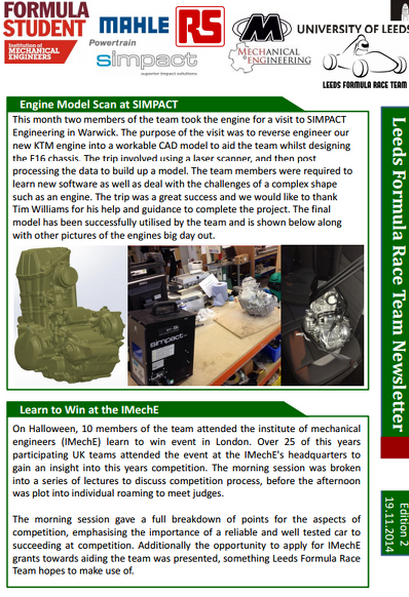 FORMULA
STUDENT
Institution of
MECHANICAL
ENGINEERS
MAHLE
Powertrain
RS
simpact
superior impact solutions
M
MECHANICAL
ENGINEERING
UNIVERSITY OF LEEDS
LEEDS FORMULA RACE TEAM
Engine Model Scan at SIMPACT
This month two members of the team took the engine for a visit to SIMPACT
Engineering in Warwick. The purpose of the visit was to reverse engineer our
new KTM engine into a workable CAD model to aid the team whilst designing
the F16 chassis. The trip involved using a laser scanner, and then post
processing the data to build up a model. The team members were required to
learn new software as well as deal with the challenges of a complex shape
such as an engine. The trip was a great success and we would like to thank
Tim Williams for his help and guidance to complete the project. The final
model has been successfully utilised by the team and is shown below along
with other pictures of the engines big day out.
simpact
Learn to Win at the IMechE
On Halloween, 10 members of the team attended the institute of mechanical
engineers (IMechE) learn to win event in London. Over 25 of this years
participating UK teams attended the event at the IMechE's headquarters to
gain an insight into this years competition. The morning session was broken
into a series of lectures to discuss competition process, before the afternoon
was plot into individual roaming to meet judges.
The morning session gave a full breakdown of points for the aspects of
competition, emphasising the importance of a reliable and well tested car to
succeeding at competition. Additionally the opportunity to apply for IMechE
grants towards aiding the team was presented, something Leeds Formula Race
Team hopes to make use of.
Leeds Formula Race Team Newsletter
Edition 2
19.11.2014